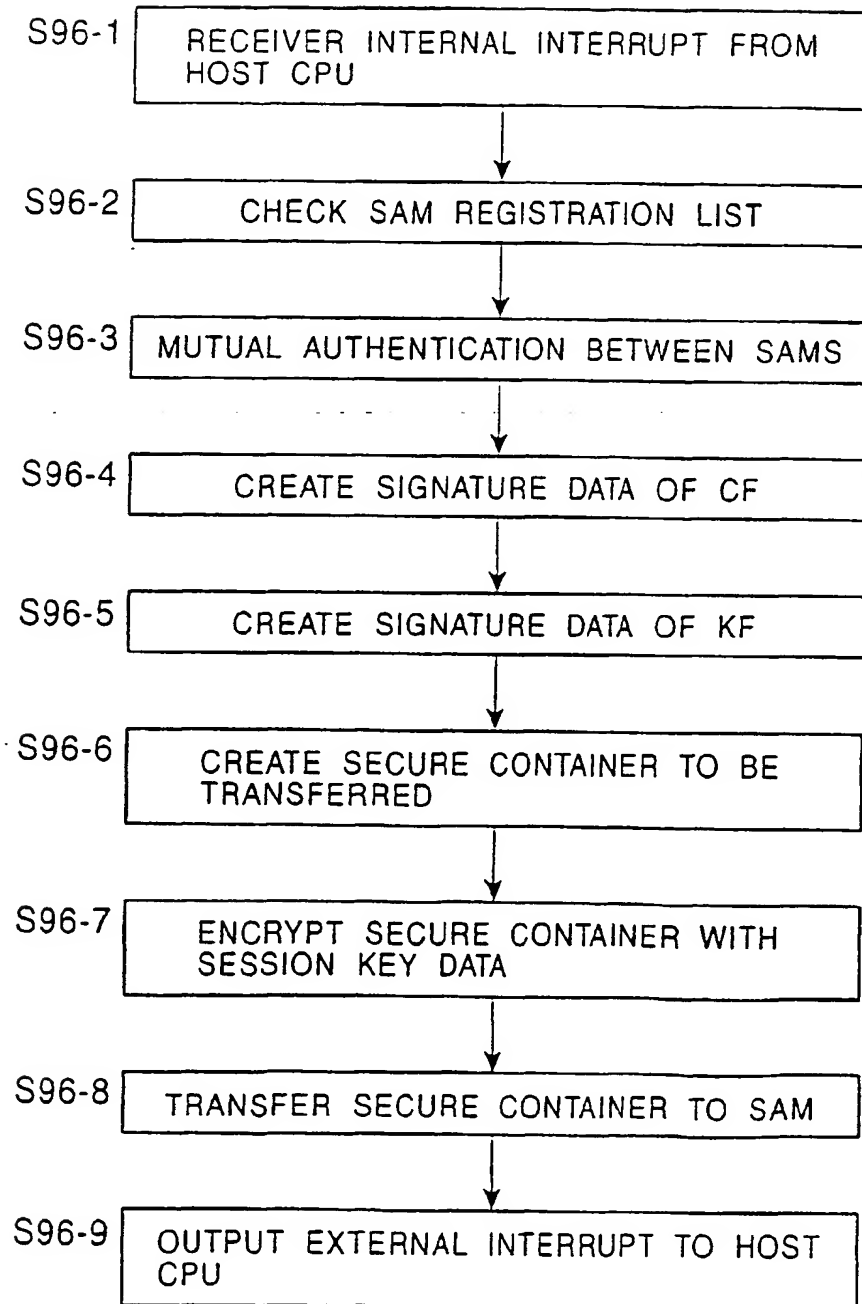 S96-1
RECEIVER INTERNAL INTERRUPT FROM
HOST CPU
S96-2
CHECK SAM REGISTRATION LIST
S96-3
MUTUAL AUTHENTICATION BETWEEN SAMS
S96-4
CREATE SIGNATURE DATA OF CF
S96-5
CREATE SIGNATURE DATA OF KF
S96-6
CREATE SECURE CONTAINER TO BE
TRANSFERRED
S96-7
ENCRYPT SECURE CONTAINER WITH
SESSION KEY DATA
S96-8
TRANSFER SECURE CONTAINER TO SAM
S96-9
OUTPUT EXTERNAL INTERRUPT TO HOST
CPU